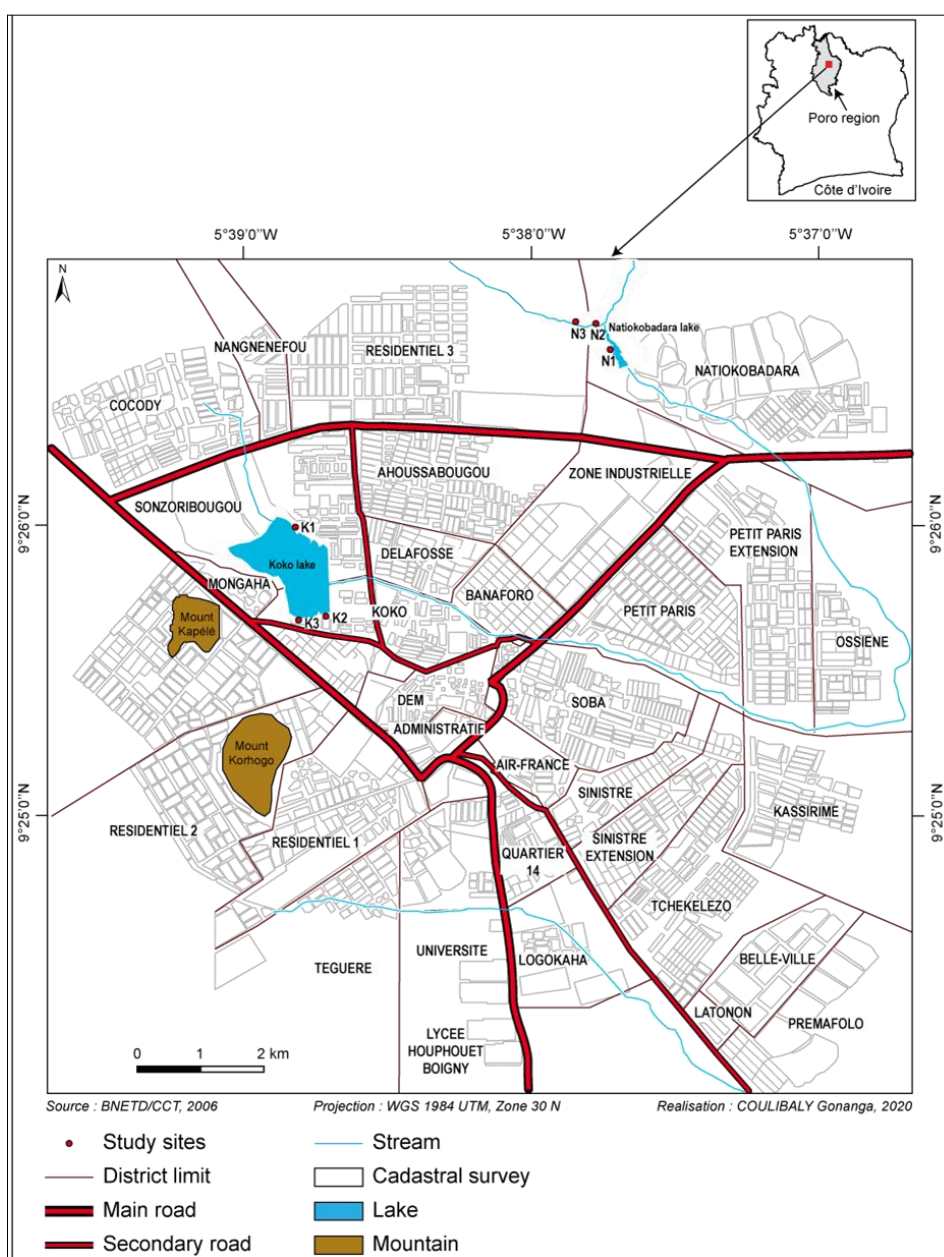 Poro region
Côte d'Ivoire
5°39'0''W
5°38'0''W
5°37'0''W
N
N3
N2
Natiokobadara lake
N1
NANGNENEFOU
RESIDENTIEL 3
NATIOKOBADARA
COCODY
AHOUSSABOUGOU
ZONE INDUSTRIELLE
SONZORIBOUGOU
9°26'0''N
K1
9°26'0''N
PETIT PARIS
EXTENSION
DELAFOSSE
Koko lake
MONGAHA
BANAFORO
PETIT PARIS
KOKO
K2
K3
Mount
Kapélé
OSSIENE
DEM
SOBA
ADMINISTRATIF
Mount
Korhogo
AIR-FRANCE
SINISTRE
9°25'0''N
9°25'0''N
KASSIRIME
RESIDENTIEL 2
RESIDENTIEL 1
SINISTRE
EXTENSION
QUARTIER
14
TCHEKELEZO
UNIVERSITE
LOGOKAHA
BELLE-VILLE
TEGUERE
LATONON
PREMAFOLO
LYCEE
HOUPHOUET
BOIGNY
0 1 2 km
Source : BNETD/CCT, 2006
Projection : WGS 1984 UTM, Zone 30 N
Realisation : COULIBALY Gonanga, 2020
Study sites
Stream
District limit
Cadastral survey
Main road
Lake
Secondary road
Mountain